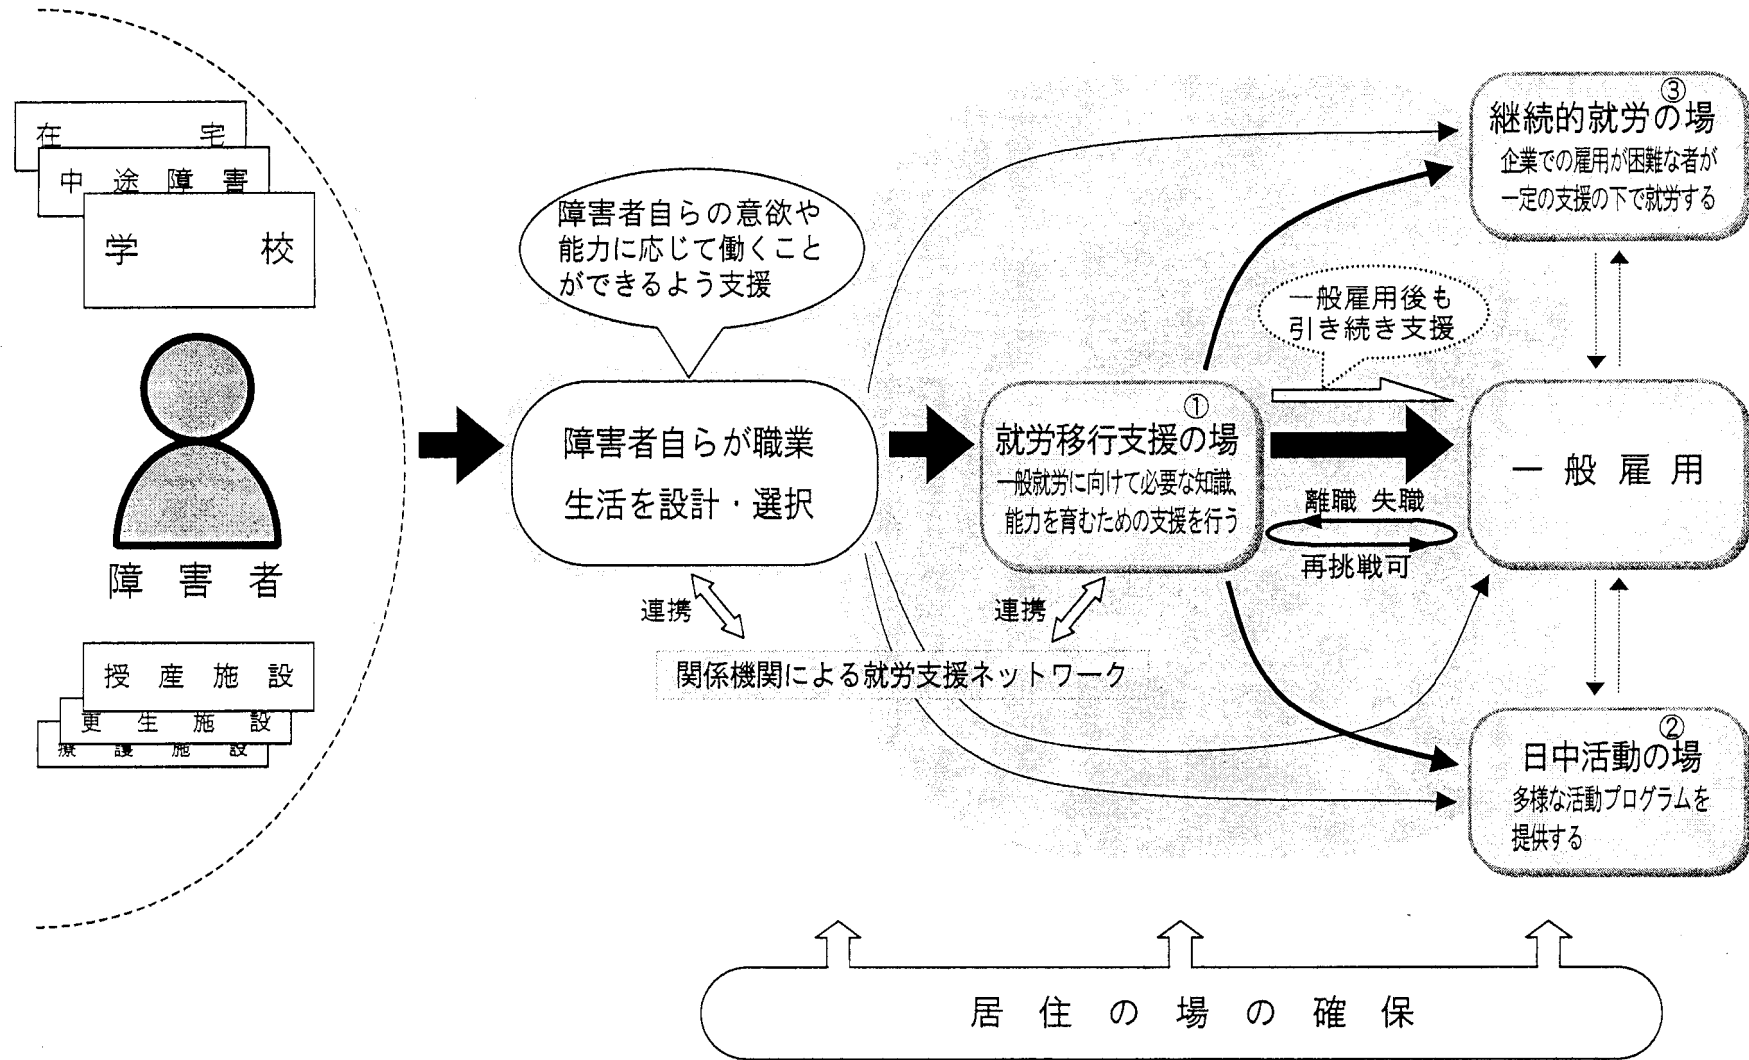 在宅
中途障害
学校
障害者
授産施設
更生施設
療護施設
障害者自らの意欲や
能力に応じて働くこと
ができるよう支援
障害者自らが職業
生活を設計・選択
連携
関係機関による就労支援ネットワーク
連携
①
就労移行支援の場
一般就労に向けて必要な知識、
能力を育むための支援を行う
一般雇用後も
引き続き支援
離職 失職
再挑戦可
③
継続的就労の場
企業での雇用が困難な者が
一定の支援の下で就労する
一般雇用
②
日中活動の場
多様な活動プログラムを
提供する
居住の場の確保